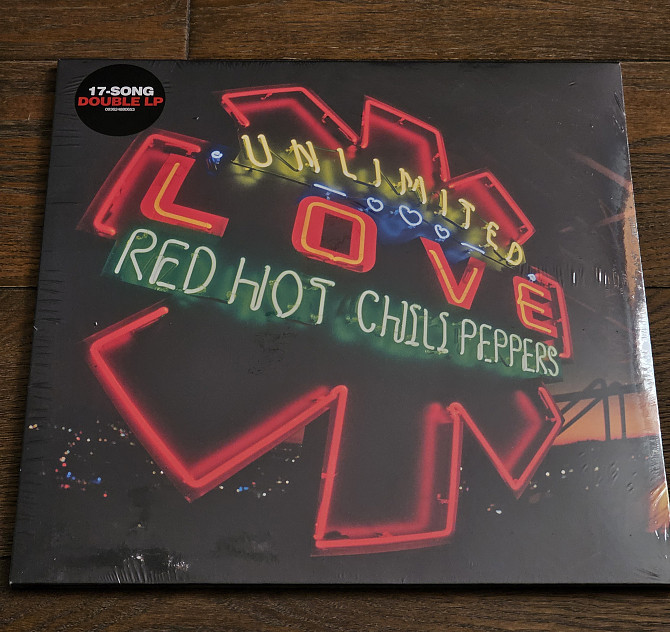 17-SONG
DOUBLE LP
UNLIMITED
LOVE
RED HOT CHILI PEPPERS